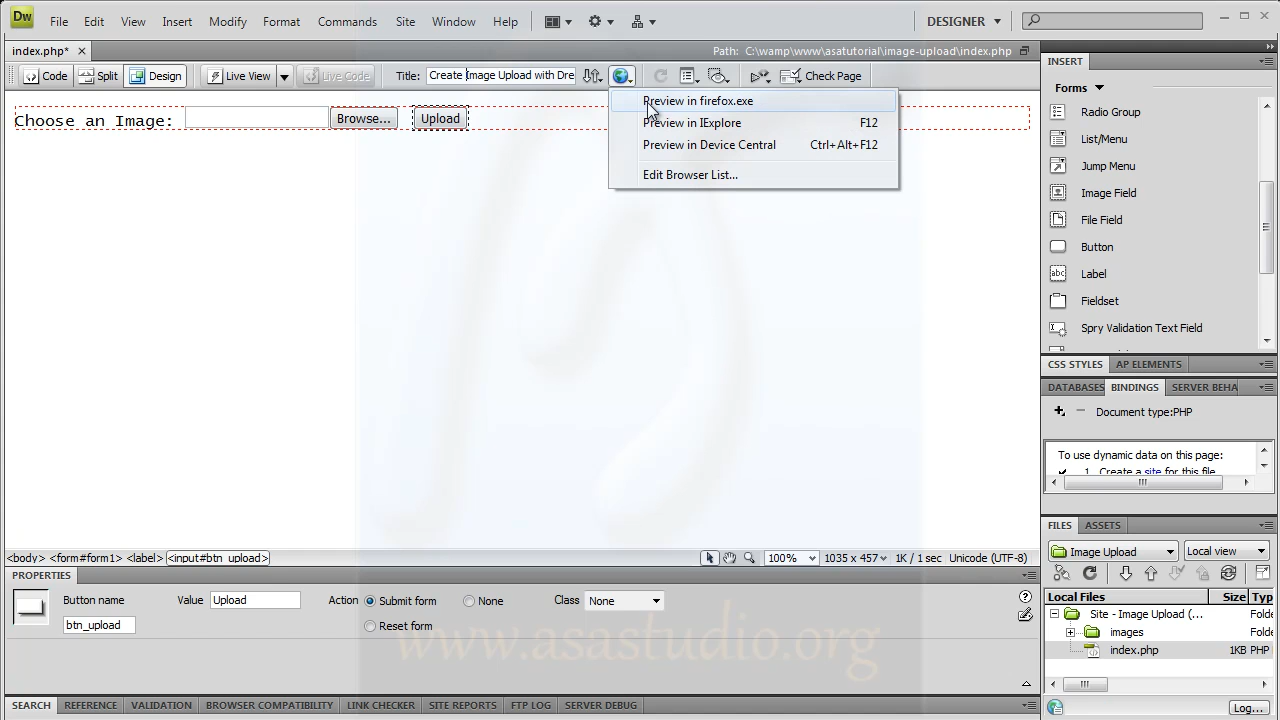 Dw File Edit View Insert Modify Format Commands Site Window Help DESIGNER
index.php* Path: C:\wamp\www\asatutorial\image-upload\index.php
Code Split Design Live View Live Code Title: Create Image Upload with Dre Check Page
Choose an Image: Browse... Upload
Preview in firefox.exe
Preview in IExplore F12
Preview in Device Central Ctrl+Alt+F12
Edit Browser List...
INSERT
Forms
Radio Group
List/Menu
Jump Menu
Image Field
File Field
Button
abc Label
Fieldset
Spry Validation Text Field
CSS STYLES AP ELEMENTS
DATABASES BINDINGS SERVER BEHA
Document type:PHP
To use dynamic data on this page:
1. Create a site for this file.
<body> <form#form1> <label> <input#btn_upload> 100% 1035 x 457 1K / 1 sec Unicode (UTF-8)
PROPERTIES
Button name Value Upload Action Submit form None Class None
btn_upload Reset form
www.asastudio.org
FILES ASSETS
Image Upload Local view
Local Files Size Typ
Site - Image Upload (... Folde
images Folde
index.php 1KB PHP
Log...
SEARCH REFERENCE VALIDATION BROWSER COMPATIBILITY LINK CHECKER SITE REPORTS FTP LOG SERVER DEBUG